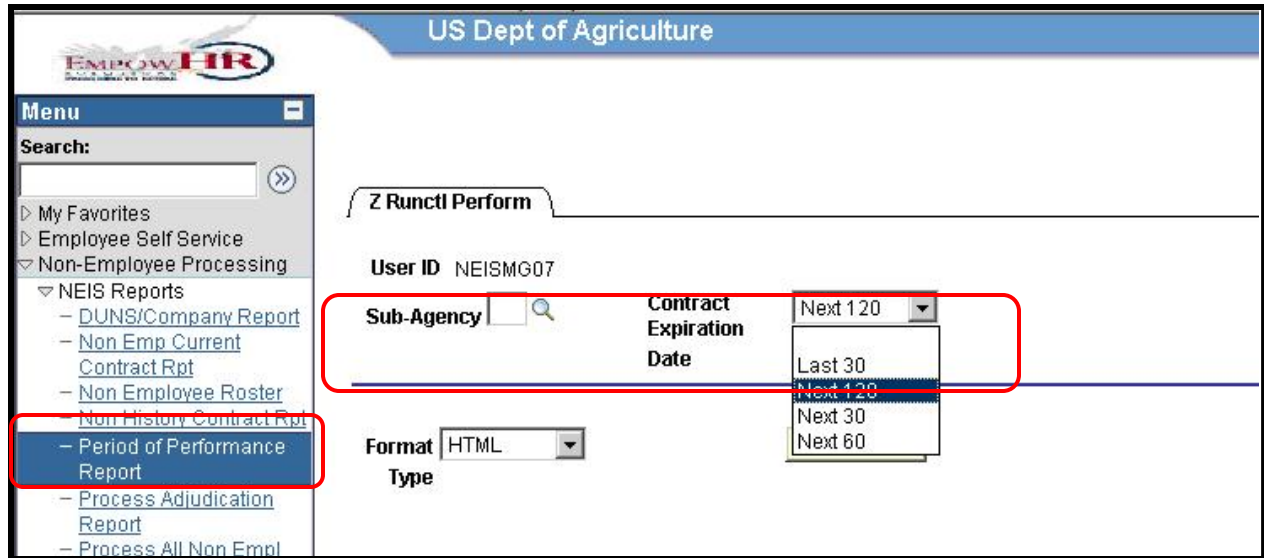 US Dept of Agriculture
EMPOWHR
Menu
Search:
My Favorites
Employee Self Service
Non-Employee Processing
NEIS Reports
– DUNS/Company Report
– Non Emp Current
Contract Rpt
– Non Employee Roster
– Non History Contract Rpt
– Period of Performance
Report
– Process Adjudication
Report
– Process All Non Empl
Z Runctl Perform
User ID NEISMG07
Sub-Agency
Contract
Expiration
Date
Next 120
Last 30
Next 120
Next 30
Next 60
Format HTML
Type